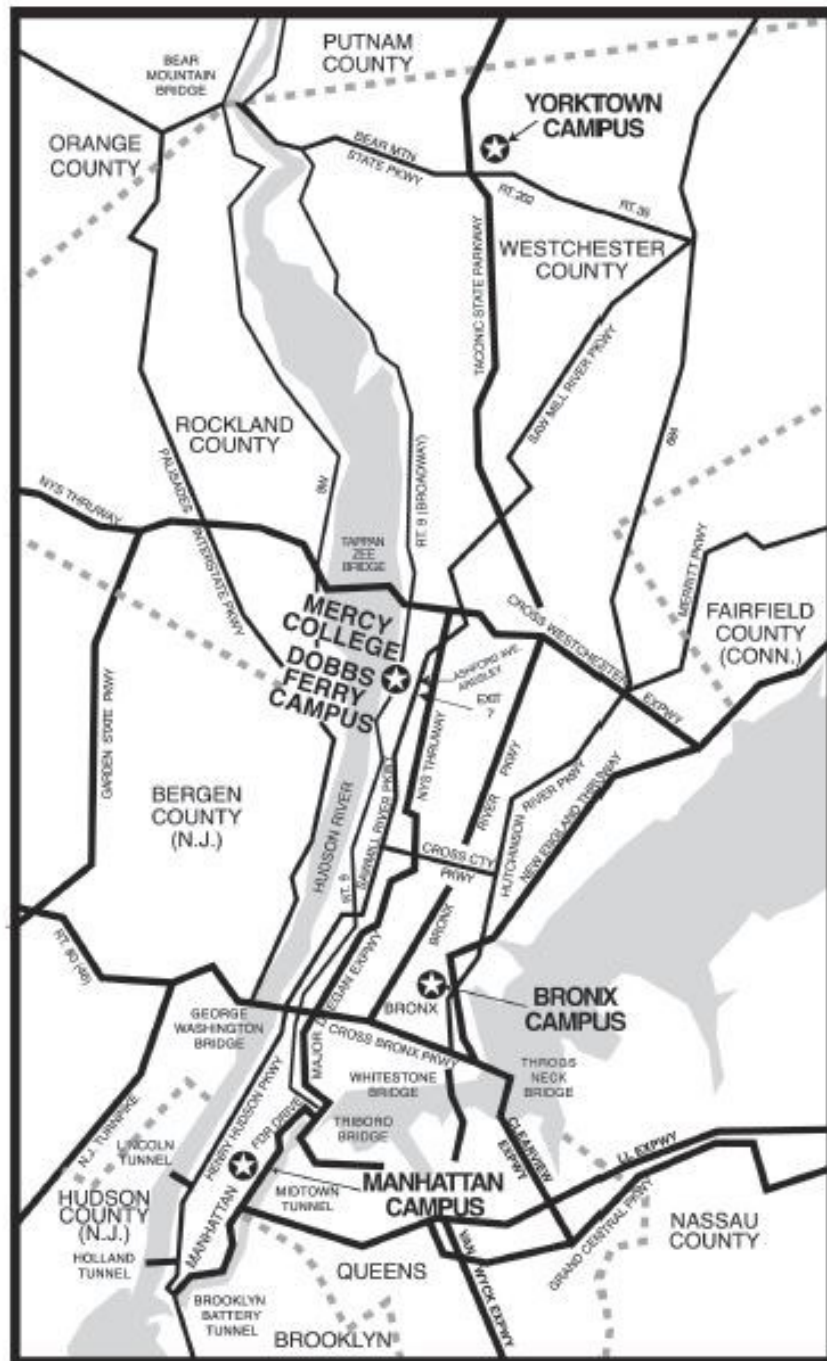 PUTNAM
COUNTY
BEAR
MOUNTAIN
BRIDGE
YORKTOWN
CAMPUS
ORANGE
COUNTY
BEAR MTN
STATE PKWY
RT. 202
RT. 35
WESTCHESTER
COUNTY
TACONIC STATE PARKWAY
SAW MILL RIVER PKWY
ROCKLAND
COUNTY
684
9W
RT. 9 (BROADWAY)
PALISADES INTERSTATE PKWY
NYS THRUWAY
TAPPAN
ZEE
BRIDGE
MERRITT PKWY
FAIRFIELD
COUNTY
(CONN.)
CROSS WESTCHESTER EXPWY
MERCY
COLLEGE
DOBBS
FERRY
CAMPUS
ASHFORD AVE.
ARDSLEY
EXIT
7
GARDEN STATE PKWY
NYS THRUWAY
BRONX RIVER PKWY
HUTCHINSON RIVER PKWY
NEW ENGLAND THRUWAY
BERGEN
COUNTY
(N.J.)
HUDSON RIVER
RT. 9
SAWMILL RIVER PKWY
CROSS CTY
PKWY
RT. 80 (46)
MAJOR DEEGAN EXPWY
BRONX
BRONX
CAMPUS
GEORGE
WASHINGTON
BRIDGE
CROSS BRONX PKWY
WHITESTONE
BRIDGE
THROGS
NECK
BRIDGE
N.J. TURNPIKE
HENRY HUDSON PKWY
FDR DRIVE
TRIBORO
BRIDGE
CLEARVIEW
EXPWY
LINCOLN
TUNNEL
L.I. EXPWY
MANHATTAN
MIDTOWN
TUNNEL
MANHATTAN
CAMPUS
GRAND CENTRAL PKWY
HUDSON
COUNTY
(N.J.)
NASSAU
COUNTY
HOLLAND
TUNNEL
QUEENS
VAN WYCK EXPWY
BROOKLYN
BATTERY
TUNNEL
BROOKLYN